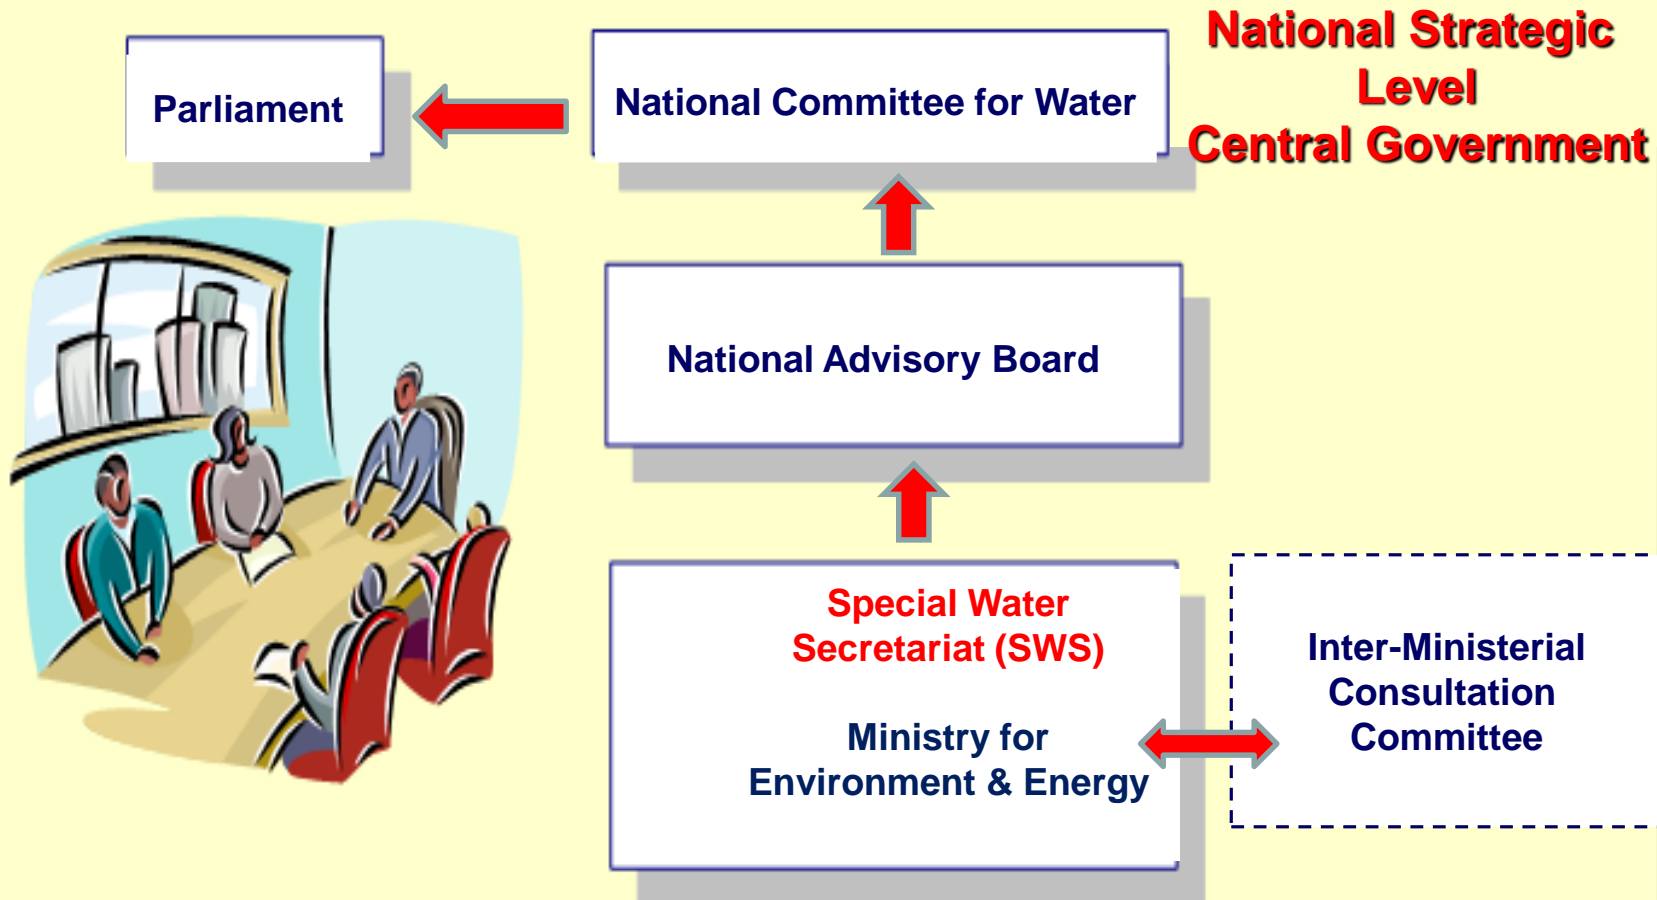 National Strategic
Level
Central Government
Parliament
National Committee for Water
National Advisory Board
Special Water
Secretariat (SWS)
Ministry for
Environment & Energy
Inter-Ministerial
Consultation
Committee